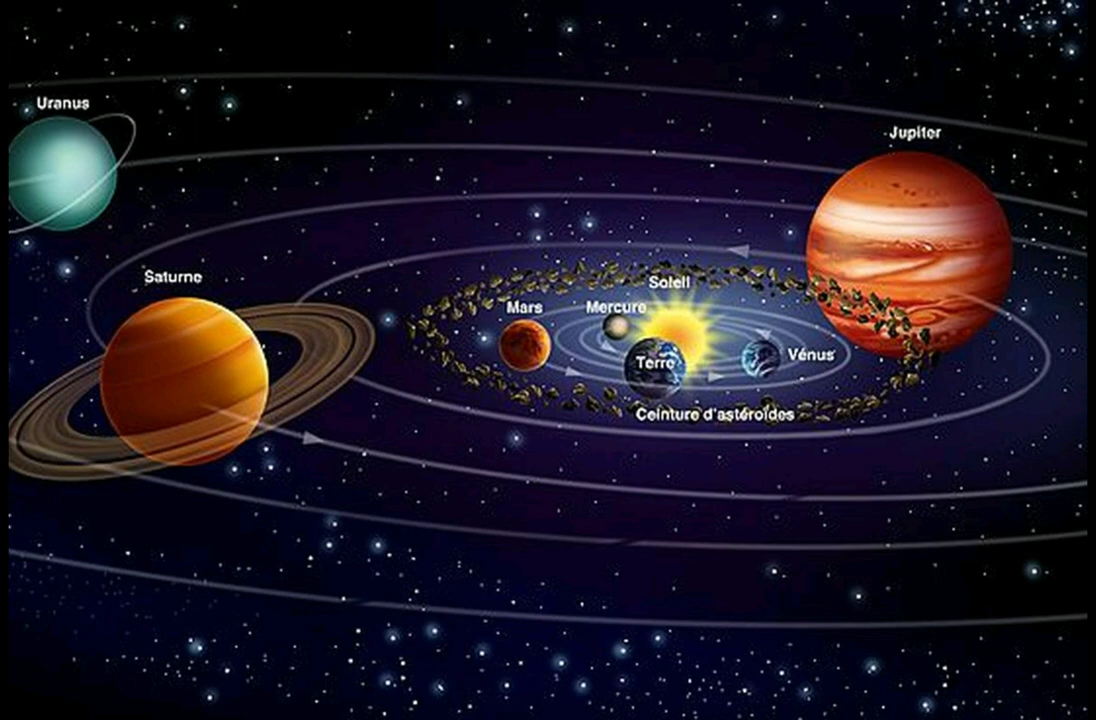 Uranus
Jupiter
Saturne
Soleil
Mars
Mercure
Vénus
Terre
Ceinture d'astéroïdes